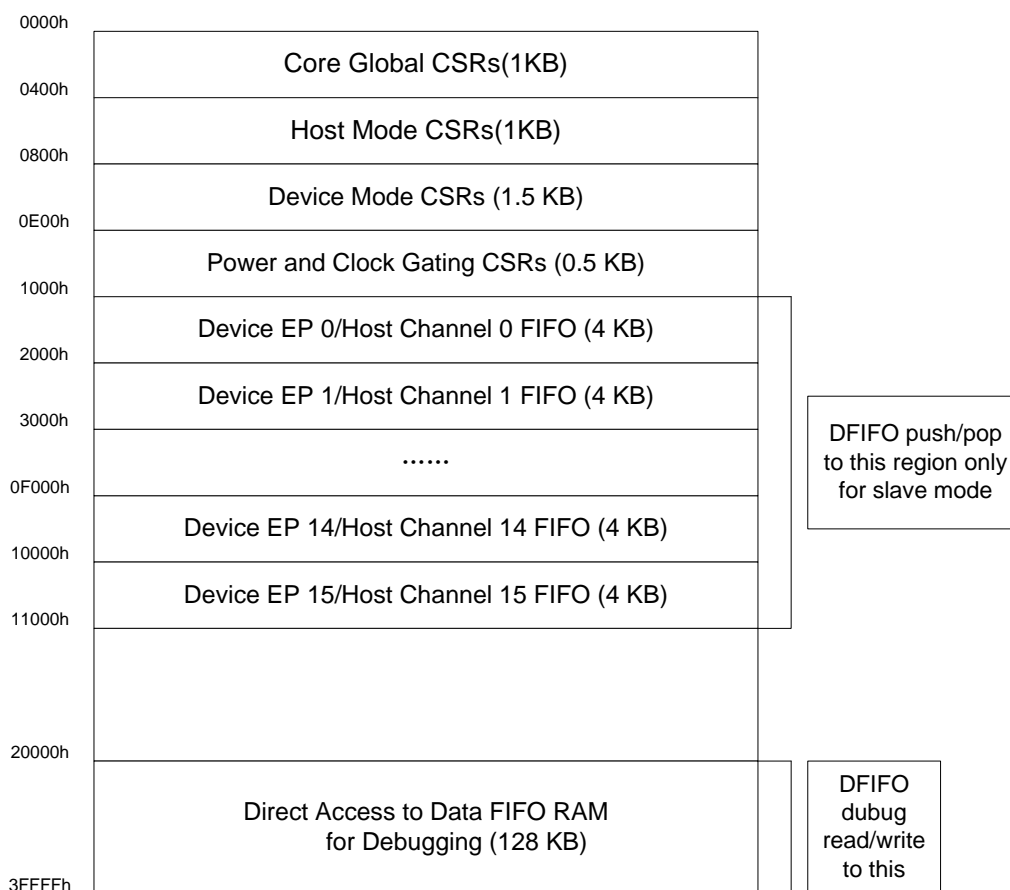 0000h
Core Global CSRs(1KB)
0400h
Host Mode CSRs(1KB)
0800h
Device Mode CSRs (1.5 KB)
0E00h
Power and Clock Gating CSRs (0.5 KB)
1000h
Device EP 0/Host Channel 0 FIFO (4 KB)
2000h
Device EP 1/Host Channel 1 FIFO (4 KB)
3000h
......
0F000h
Device EP 14/Host Channel 14 FIFO (4 KB)
10000h
Device EP 15/Host Channel 15 FIFO (4 KB)
11000h
DFIFO push/pop
to this region only
for slave mode
20000h
Direct Access to Data FIFO RAM
for Debugging (128 KB)
3FFFFh
DFIFO
dubug
read/write
to this